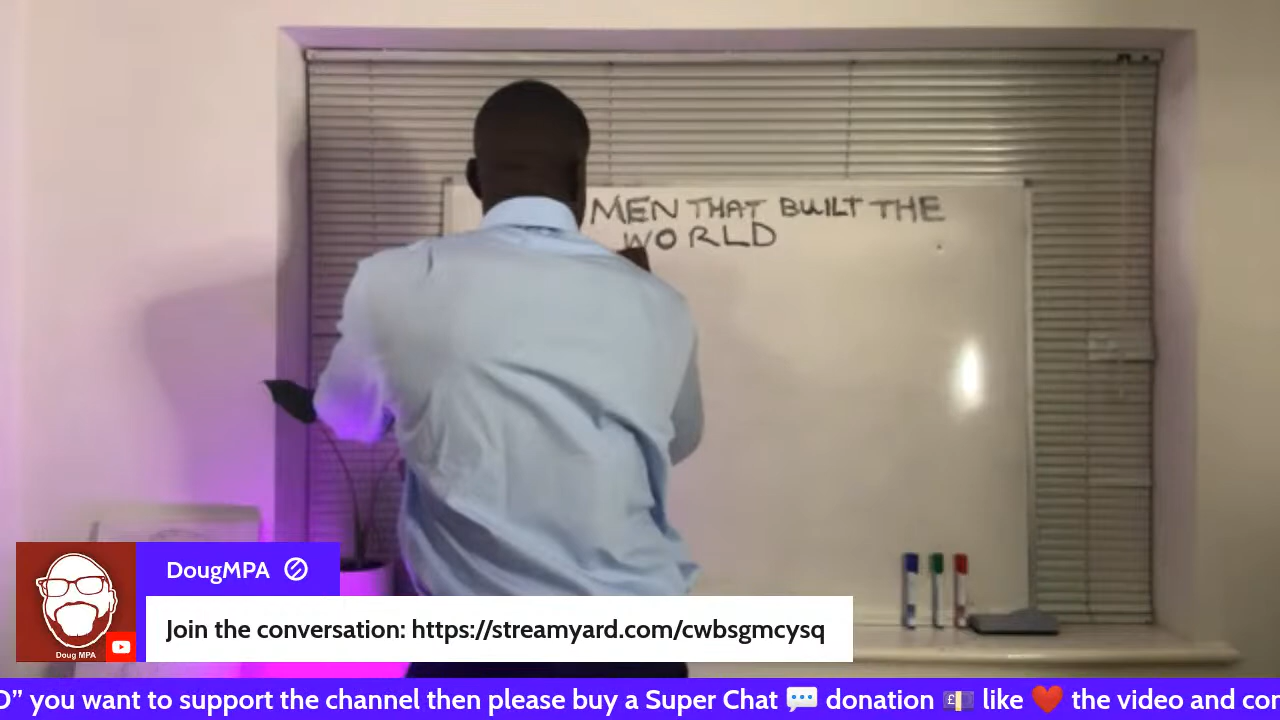 MEN THAT BUILT THE
WORLD
DougMPA
Doug MPA
Join the conversation: https://streamyard.com/cwbsgmcysq
you want to support the channel then please buy a Super Chat 💬 donation 💷 like ❤️ the video and